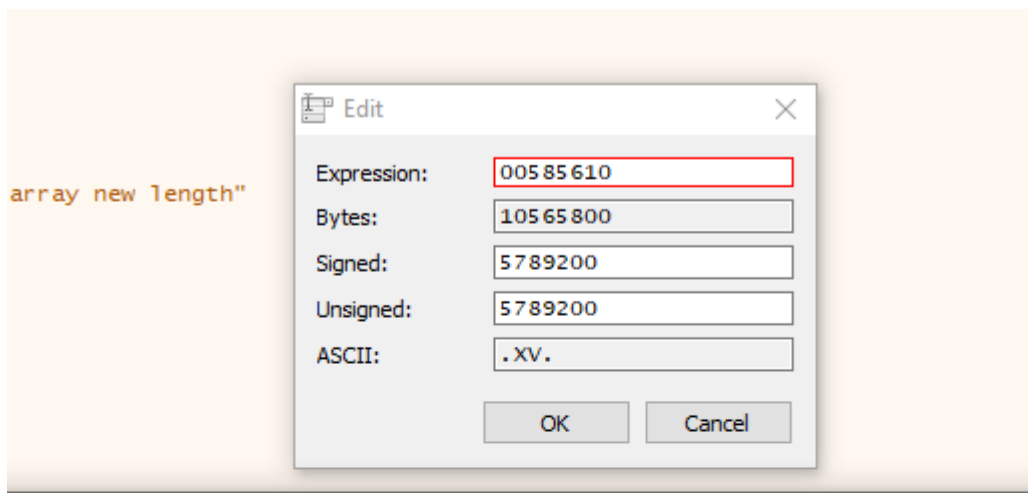 Edit
array new length"
Expression: 00585610
Bytes: 10565800
Signed: 5789200
Unsigned: 5789200
ASCII: .XV.
OK Cancel